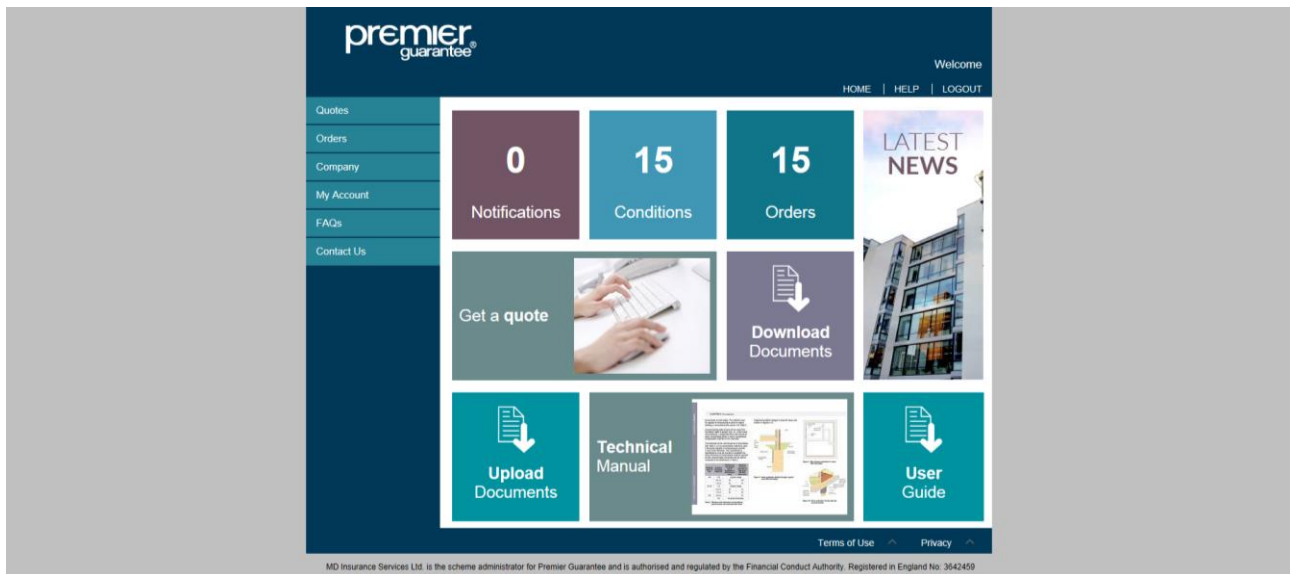 premier
guarantee®
Welcome
HOME | HELP | LOGOUT
Quotes
Orders
Company
My Account
FAQs
Contact Us
0
Notifications
15
Conditions
15
Orders
LATEST
NEWS
Get a quote
Download
Documents
Upload
Documents
Technical
Manual
User
Guide
Terms of Use
Privacy
MD Insurance Services Ltd. is the scheme administrator for Premier Guarantee and is authorised and regulated by the Financial Conduct Authority. Registered in England No: 3642459